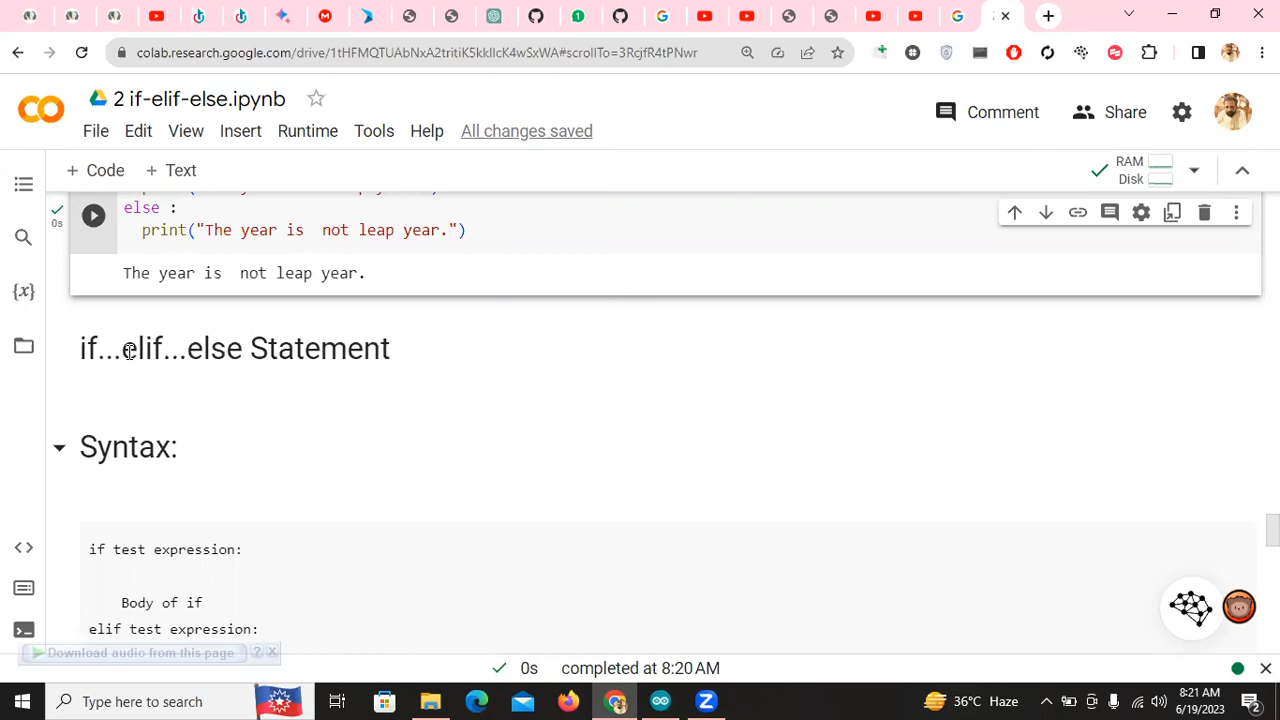 colab.research.google.com/drive/1tHFMQTUAbNxA2tritiK5kIlcK4wSxWA#scrollTo=3RcjfR4tPNwr
2 if-elif-else.ipynb
Comment
Share
File Edit View Insert Runtime Tools Help All changes saved
+ Code + Text
RAM
Disk
else :
0s
print("The year is  not leap year.")
The year is  not leap year.
{x}
if...elif...else Statement
Syntax:
if test expression:
Body of if
elif test expression:
Download audio from this page ?
0s completed at 8:20 AM
Type here to search
36°C Haze
8:21 AM
6/19/2023
2